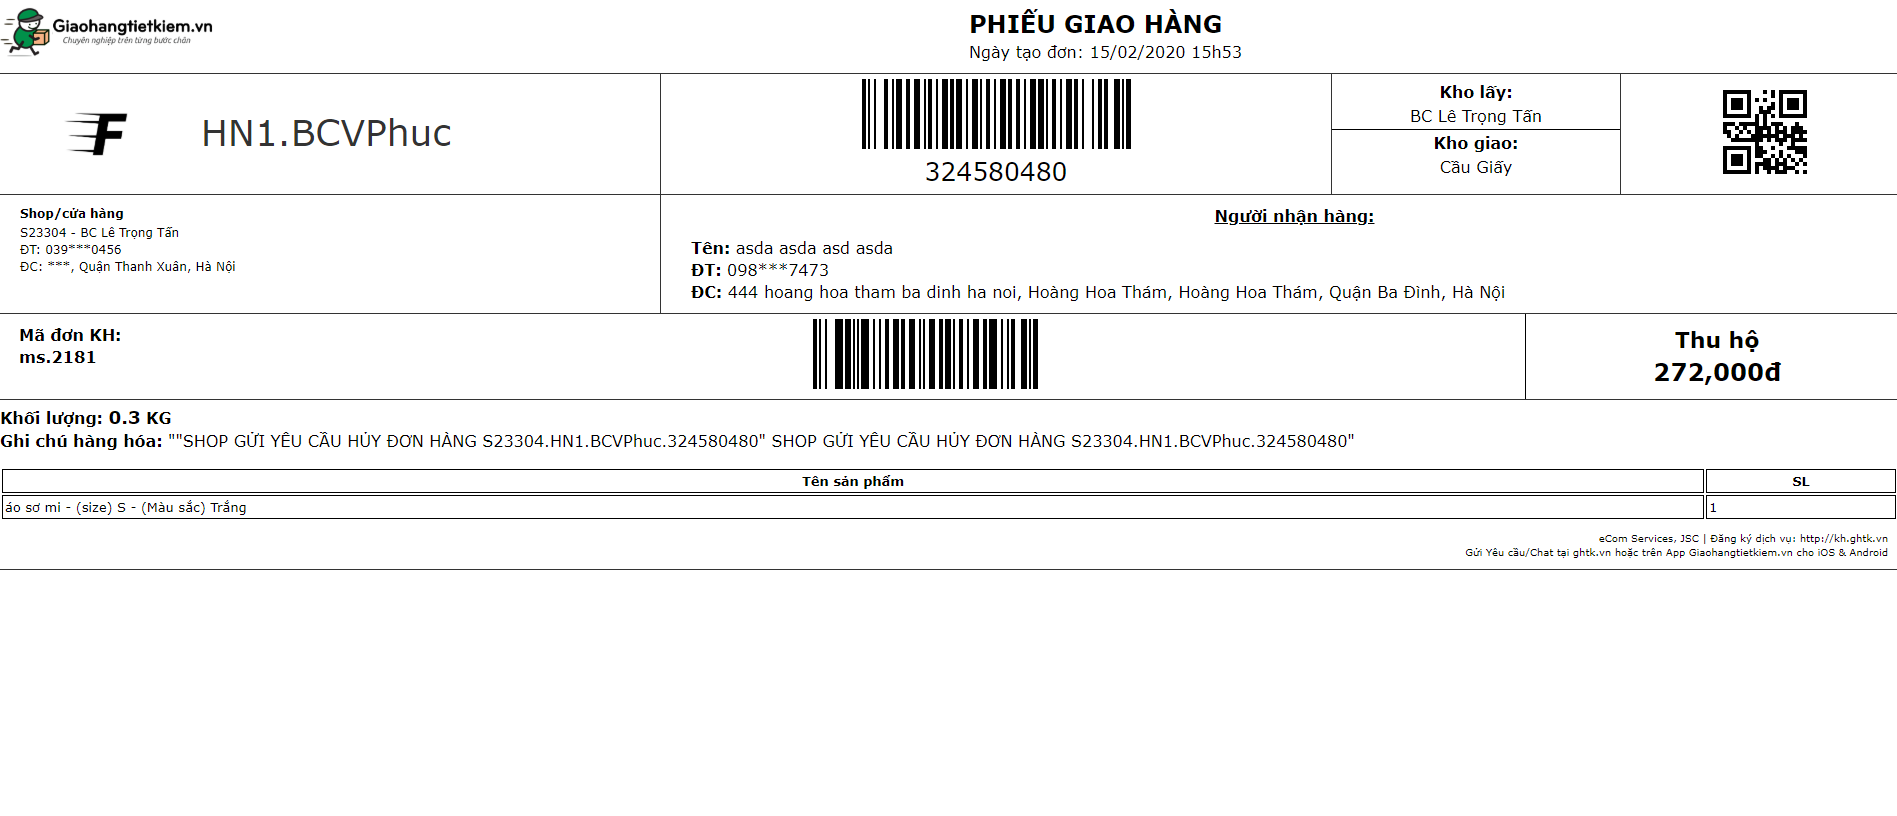 Giaohangtietkiem.vn
Chuyên nghiệp trên từng bước chân
PHIẾU GIAO HÀNG
Ngày tạo đơn: 15/02/2020 15h53
F
HN1.BCVPhuc
324580480
Kho lấy:
BC Lê Trọng Tấn
Kho giao:
Cầu Giấy
Shop/cửa hàng
S23304 - BC Lê Trọng Tấn
ĐT: 039***0456
ĐC: ***, Quận Thanh Xuân, Hà Nội
Người nhận hàng:
Tên: asda asda asd asda
ĐT: 098***7473
ĐC: 444 hoang hoa tham ba dinh ha noi, Hoàng Hoa Thám, Hoàng Hoa Thám, Quận Ba Đình, Hà Nội
Mã đơn KH:
ms.2181
Thu hộ
272,000đ
Khối lượng: 0.3 KG
Ghi chú hàng hóa: ""SHOP GỬI YÊU CẦU HỦY ĐƠN HÀNG S23304.HN1.BCVPhuc.324580480" SHOP GỬI YÊU CẦU HỦY ĐƠN HÀNG S23304.HN1.BCVPhuc.324580480"
Tên sản phẩm SL
áo sơ mi - (size) S - (Màu sắc) Trắng 1
eCom Services, JSC | Đăng ký dịch vụ: http://kh.ghtk.vn
Gửi Yêu cầu/Chat tại ghtk.vn hoặc trên App Giaohangtietkiem.vn cho iOS & Android